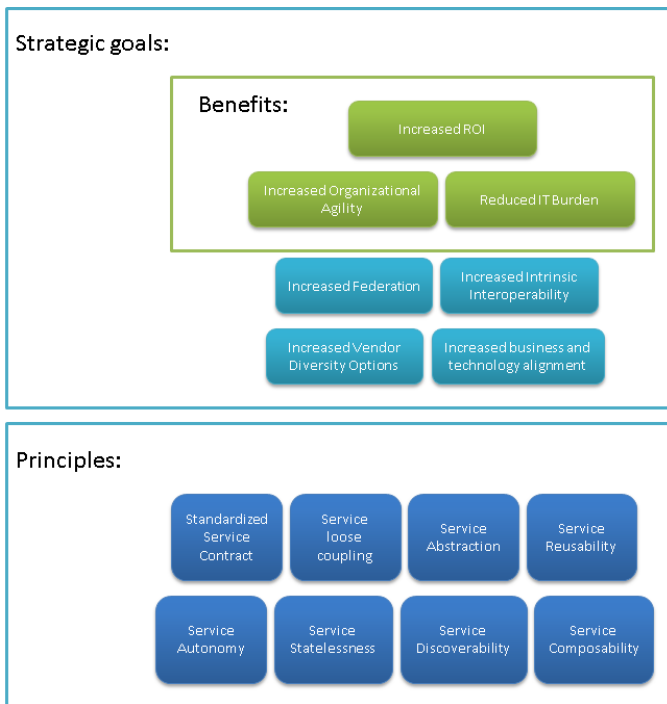 Strategic goals:
Benefits:
Increased ROI
Increased Organizational
Agility
Reduced IT Burden
Increased Federation
Increased Intrinsic
Interoperability
Increased Vendor
Diversity Options
Increased business and
technology alignment
Principles:
Standardized
Service
Contract
Service
loose
coupling
Service
Abstraction
Service
Reusability
Service
Autonomy
Service
Statelessness
Service
Discoverability
Service
Composability